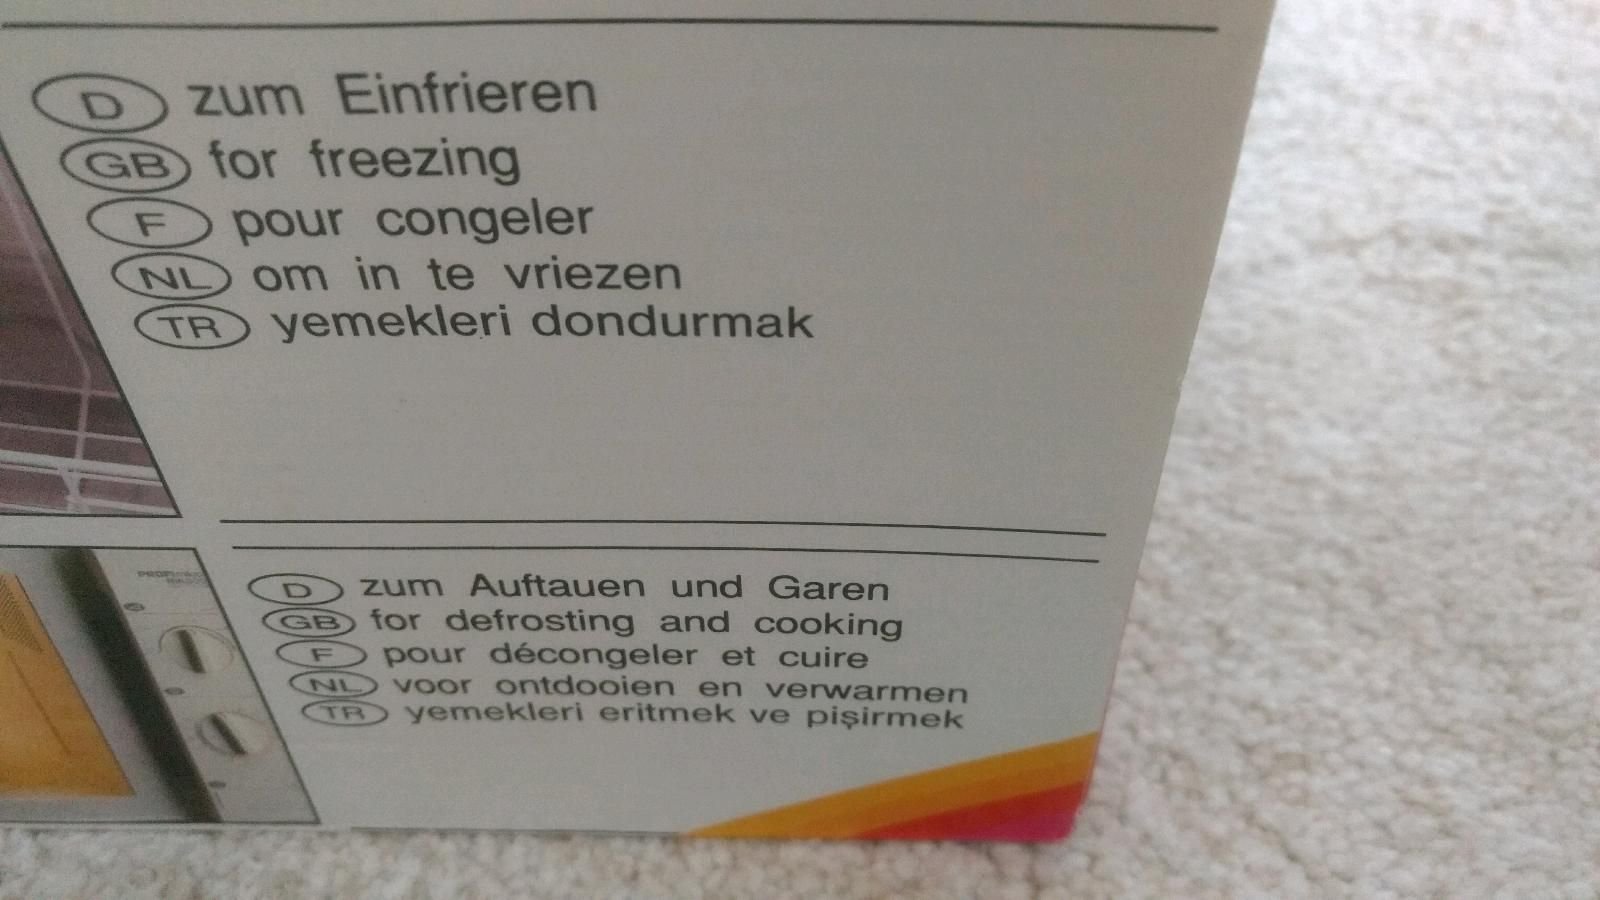 D zum Einfrieren
GB for freezing
F pour congeler
NL om in te vriezen
TR yemekleri dondurmak
D zum Auftauen und Garen
GB for defrosting and cooking
F pour décongeler et cuire
NL voor ontdooien en verwarmen
TR yemekleri eritmek ve pişirmek